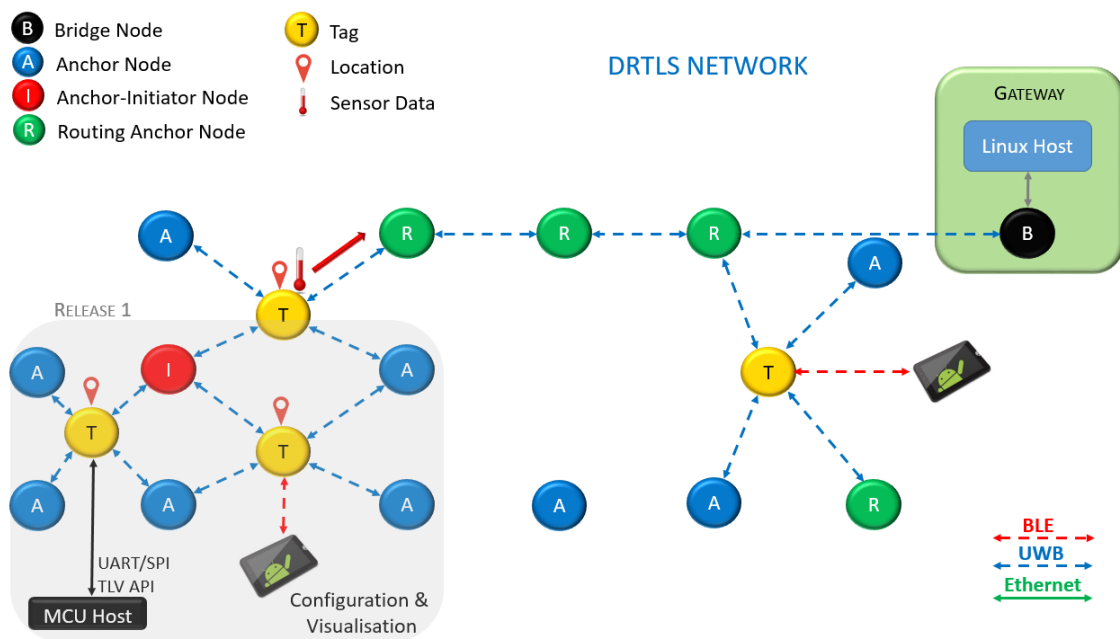 B Bridge Node
A Anchor Node
I Anchor-Initiator Node
R Routing Anchor Node
T Tag
Location
Sensor Data
DRTLS NETWORK
GATEWAY
Linux Host
B
A
R
R
R
A
T
RELEASE 1
A
I
A
T
T
T
A
A
A
A
A
R
UART/SPI
TLV API
MCU Host
Configuration &
Visualisation
BLE
UWB
Ethernet